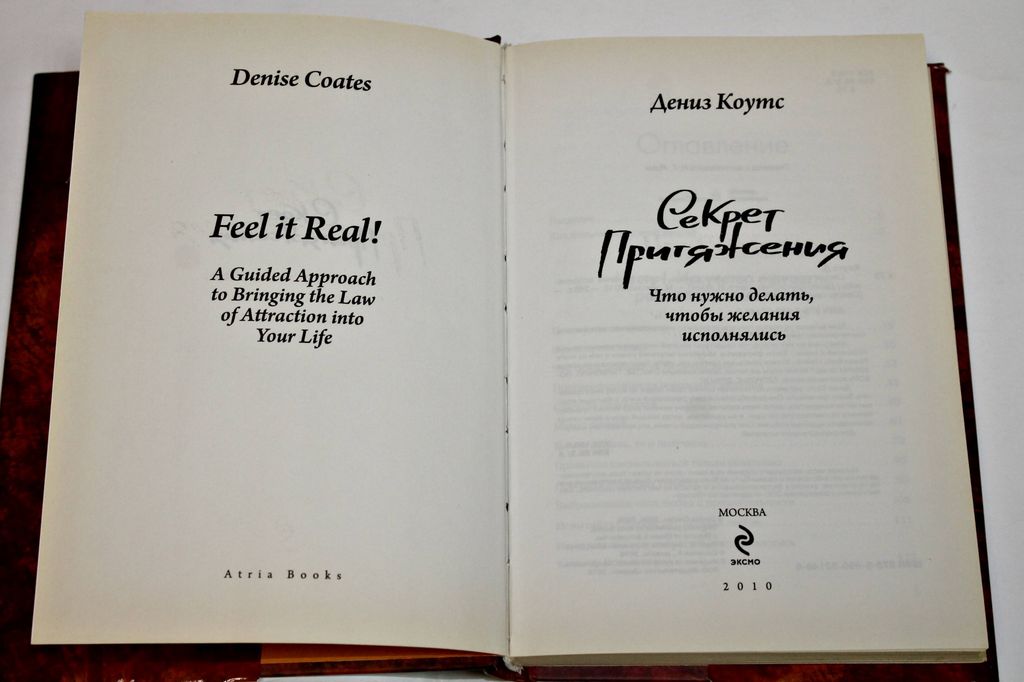 Denise Coates
Feel it Real!
A Guided Approach
to Bringing the Law
of Attraction into
Your Life
Atria Books
Дениз Коутс
Секрет
Притяжения
Что нужно делать,
чтобы желания
исполнялись
МОСКВА
ЭКСМО
2010
Оглавление